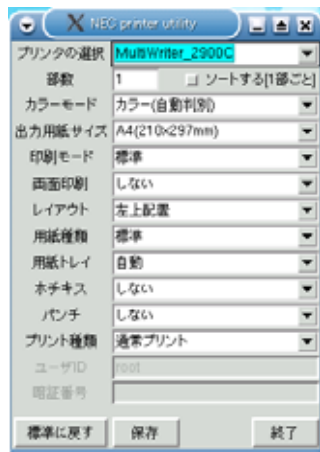 NEC printer utility
プリンタの選択 MultiWriter_2900C
部数 1 ソートする[1部ごと]
カラーモード カラー(自動判別)
出力用紙サイズ A4(210×297mm)
印刷モード 標準
両面印刷 しない
レイアウト 左上配置
用紙種類 標準
用紙トレイ 自動
ホチキス しない
パンチ しない
プリント種類 通常プリント
ユーザID root
暗証番号
標準に戻す 保存 終了